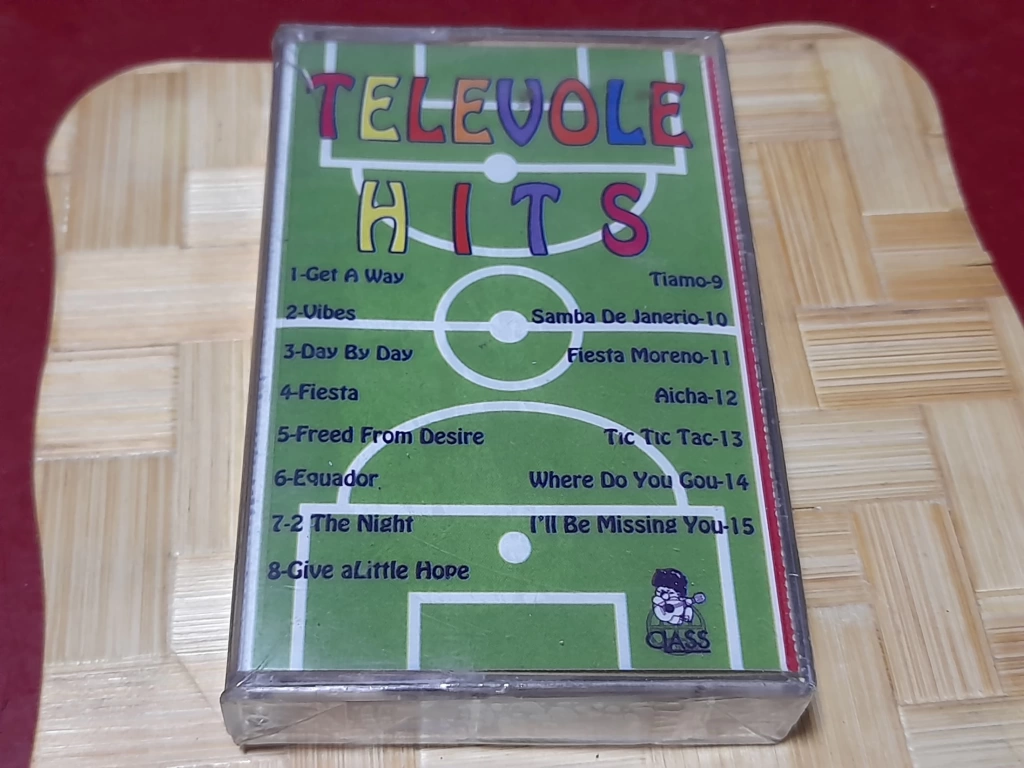 TELEVOLE
HITS
1-Get A Way
2-Vibes
3-Day By Day
4-Fiesta
5-Freed From Desire
6-Equador
7-2 The Night
8-Give aLittle Hope
Tiamo-9
Samba De Janerio-10
Fiesta Moreno-11
Aicha-12
Tic Tic Tac-13
Where Do You Gou-14
I'll Be Missing You-15
CLASS